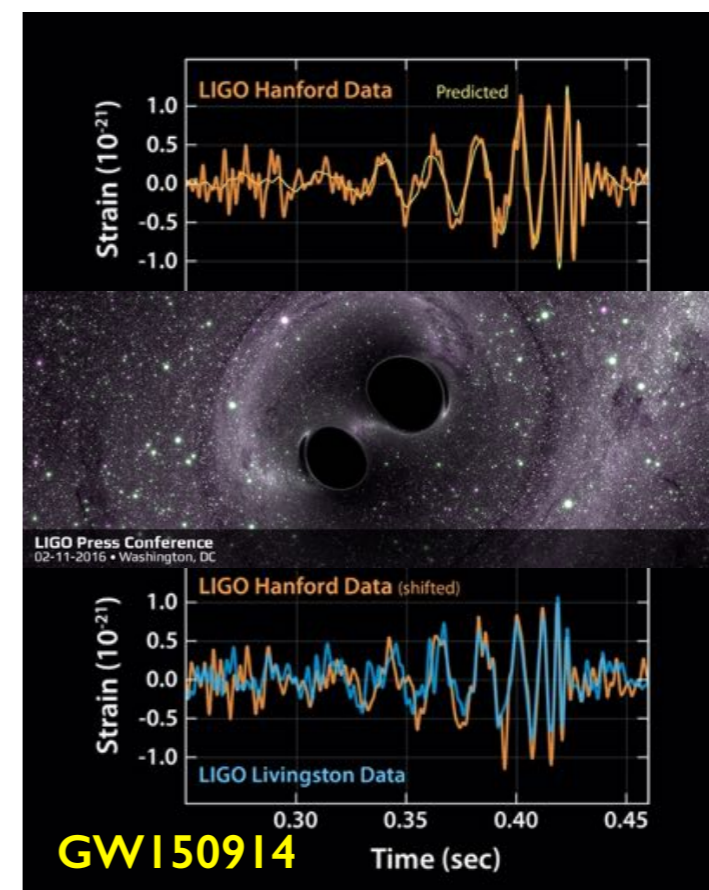 LIGO Hanford Data Predicted
1.0
0.5
0.0
-0.5
-1.0
Strain (10⁻²¹)
LIGO Press Conference
02-11-2016 • Washington, DC
LIGO Hanford Data (shifted)
1.0
0.5
0.0
-0.5
-1.0
Strain (10⁻²¹)
LIGO Livingston Data
0.30 0.35 0.40 0.45
GW150914 Time (sec)